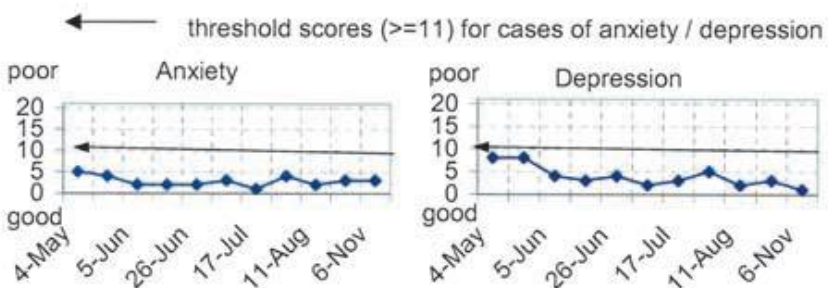 threshold scores (>=11) for cases of anxiety / depression
poor Anxiety
20
15
10
5
0
good
4-May 5-Jun 26-Jun 17-Jul 11-Aug 6-Nov
poor Depression
20
15
10
5
0
good
4-May 5-Jun 26-Jun 17-Jul 11-Aug 6-Nov